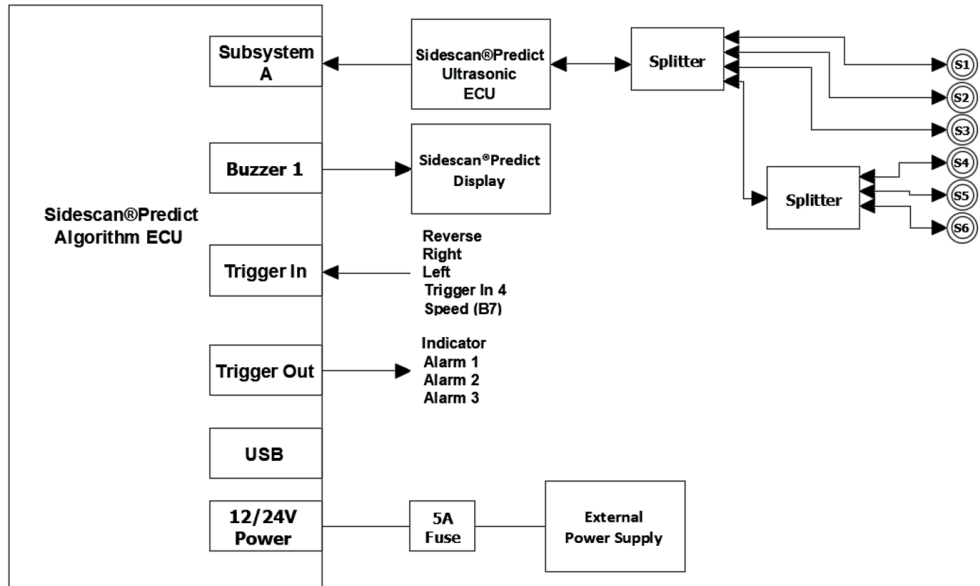 Sidescan®Predict
Algorithm ECU
Subsystem
A
Buzzer 1
Trigger In
Trigger Out
USB
12/24V
Power
Sidescan®Predict
Ultrasonic
ECU
Sidescan®Predict
Display
Reverse
Right
Left
Trigger In 4
Speed (B7)
Indicator
Alarm 1
Alarm 2
Alarm 3
5A
Fuse
External
Power Supply
Splitter
Splitter
S1
S2
S3
S4
S5
S6